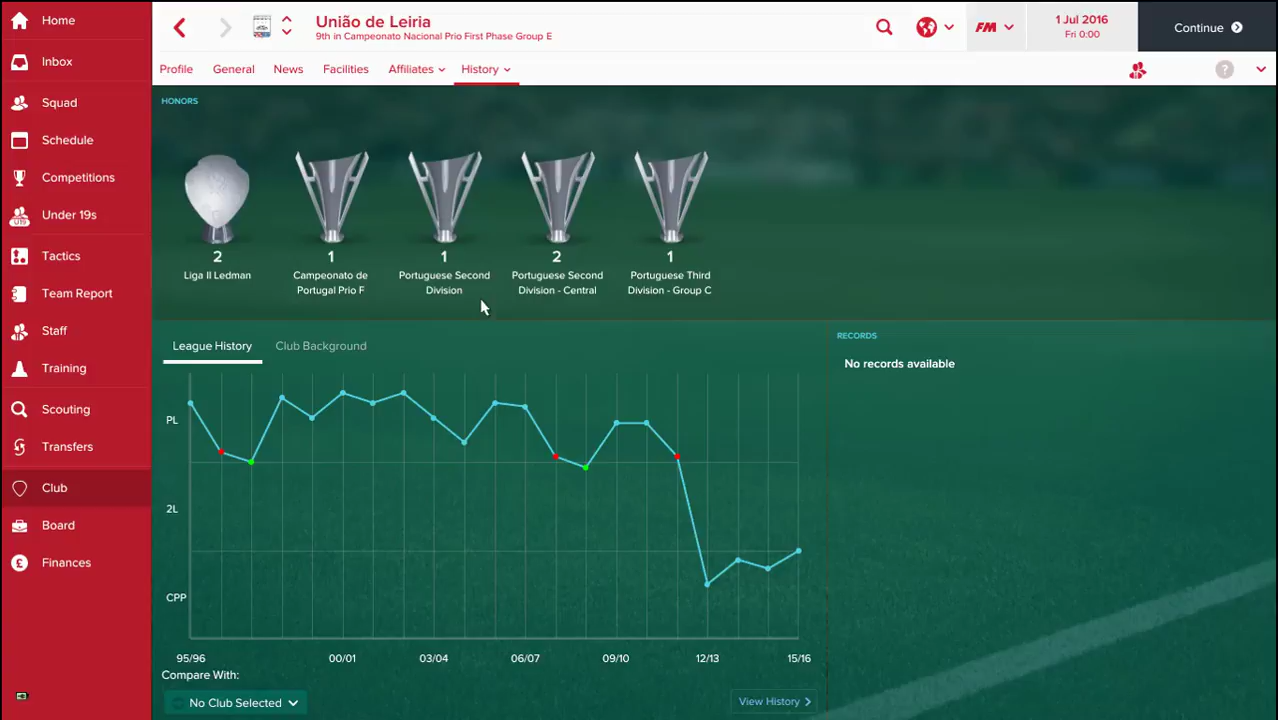 Home
Inbox
Squad
Schedule
Competitions
Under 19s
Tactics
Team Report
Staff
Training
Scouting
Transfers
Club
Board
Finances
União de Leiria
9th in Campeonato Nacional Prio First Phase Group E
FM
1 Jul 2016
Fri 0:00
Continue
Profile
General
News
Facilities
Affiliates
History
?
HONORS
2
Liga II Ledman
1
Campeonato de
Portugal Prio F
1
Portuguese Second
Division
2
Portuguese Second
Division - Central
1
Portuguese Third
Division - Group C
League History
Club Background
PL
2L
CPP
95/96
00/01
03/04
06/07
09/10
12/13
15/16
Compare With:
No Club Selected
View History
RECORDS
No records available